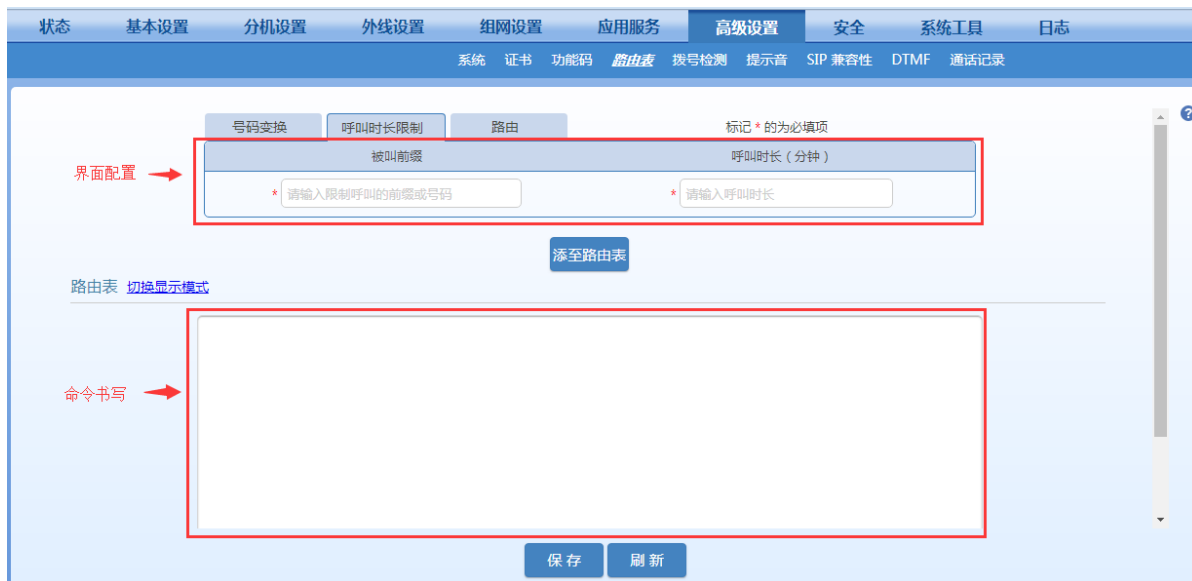 状态 基本设置 分机设置 外线设置 组网设置 应用服务 高级设置 安全 系统工具 日志
系统 证书 功能码 路由表 拨号检测 提示音 SIP 兼容性 DTMF 通话记录
号码变换 呼叫时长限制 路由 标记 * 的为必填项
被叫前缀 呼叫时长（分钟）
界面配置
* 请输入限制呼叫的前缀或号码 * 请输入呼叫时长
添至路由表
路由表 切换显示模式
命令书写
保存 刷新